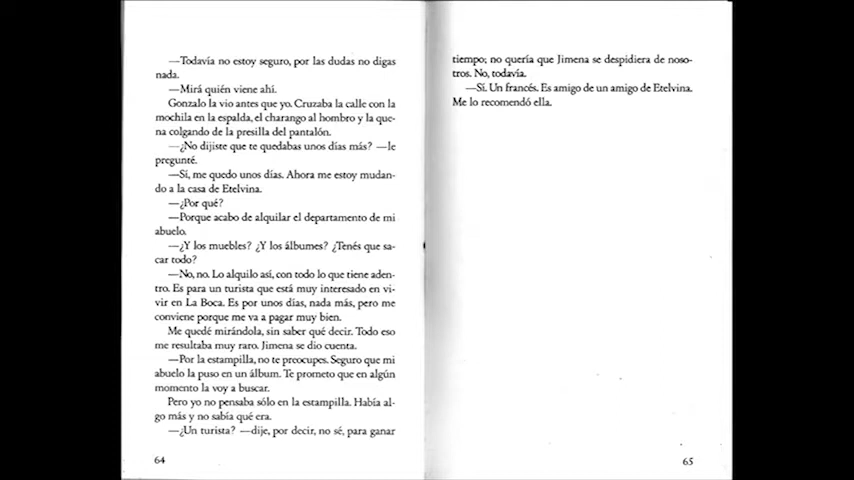 —Todavía no estoy seguro, por las dudas no digas
nada.
—Mirá quién viene ahí.
Gonzalo la vio antes que yo. Cruzaba la calle con la
mochila en la espalda, el charango al hombro y la que-
na colgando de la presilla del pantalón.
—¿No dijiste que te quedabas unos días más? —le
pregunté.
—Sí, me quedo unos días. Ahora me estoy mudan-
do a la casa de Etelvina.
—¿Por qué?
—Porque acabo de alquilar el departamento de mi
abuelo.
—¿Y los muebles? ¿Y los álbumes? ¿Tenés que sa-
car todo?
—No, no. Lo alquilo así, con todo lo que tiene aden-
tro. Es para un turista que está muy interesado en vi-
vir en La Boca. Es por unos días, nada más, pero me
conviene porque me va a pagar muy bien.
Me quedé mirándola, sin saber qué decir. Todo eso
me resultaba muy raro. Jimena se dio cuenta.
—Por la estampilla, no te preocupes. Seguro que mi
abuelo la puso en un álbum. Te prometo que en algún
momento la voy a buscar.
Pero yo no pensaba sólo en la estampilla. Había al-
go más y no sabía qué era.
—¿Un turista? —dije, por decir, no sé, para ganar
64
tiempo; no quería que Jimena se despidiera de noso-
tros. No, todavía.
—Sí. Un francés. Es amigo de un amigo de Etelvina.
Me lo recomendó ella.
65